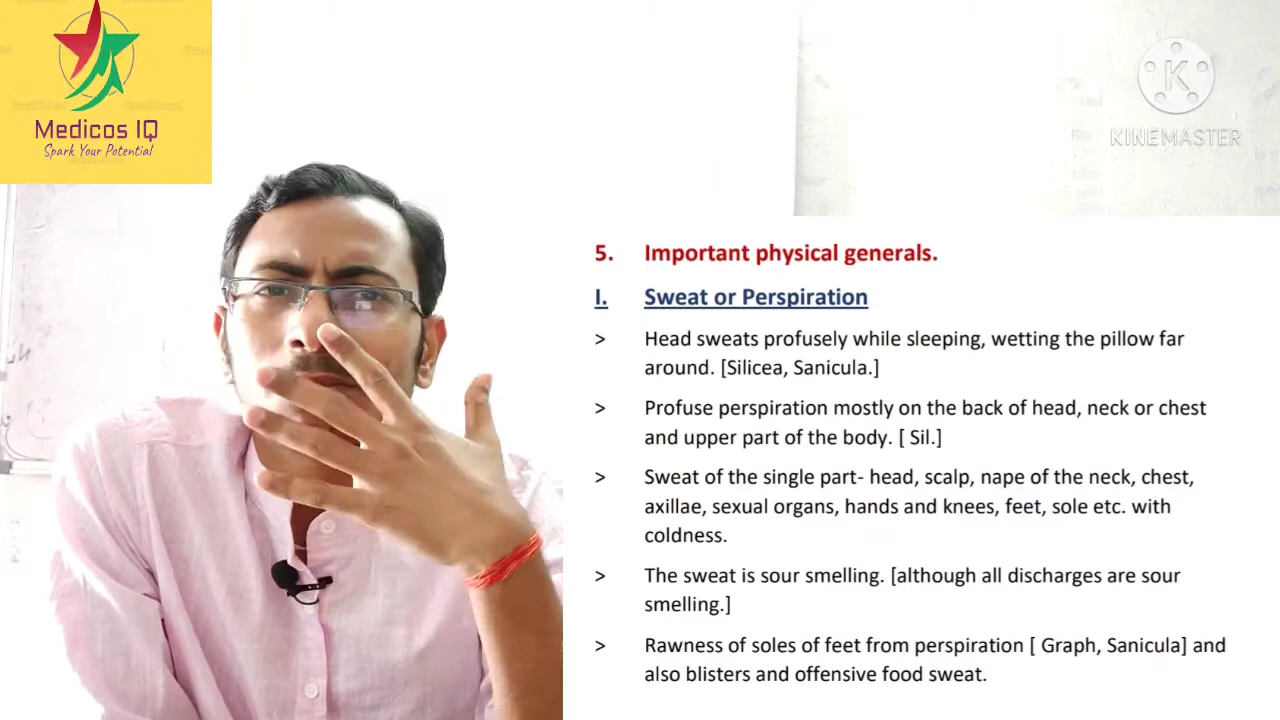 Medicos IQ
Spark Your Potential
K
KINEMASTER
5. Important physical generals.
I. Sweat or Perspiration
> Head sweats profusely while sleeping, wetting the pillow far
around. [Silicea, Sanicula.]
> Profuse perspiration mostly on the back of head, neck or chest
and upper part of the body. [ Sil.]
> Sweat of the single part- head, scalp, nape of the neck, chest,
axillae, sexual organs, hands and knees, feet, sole etc. with
coldness.
> The sweat is sour smelling. [although all discharges are sour
smelling.]
> Rawness of soles of feet from perspiration [ Graph, Sanicula] and
also blisters and offensive food sweat.